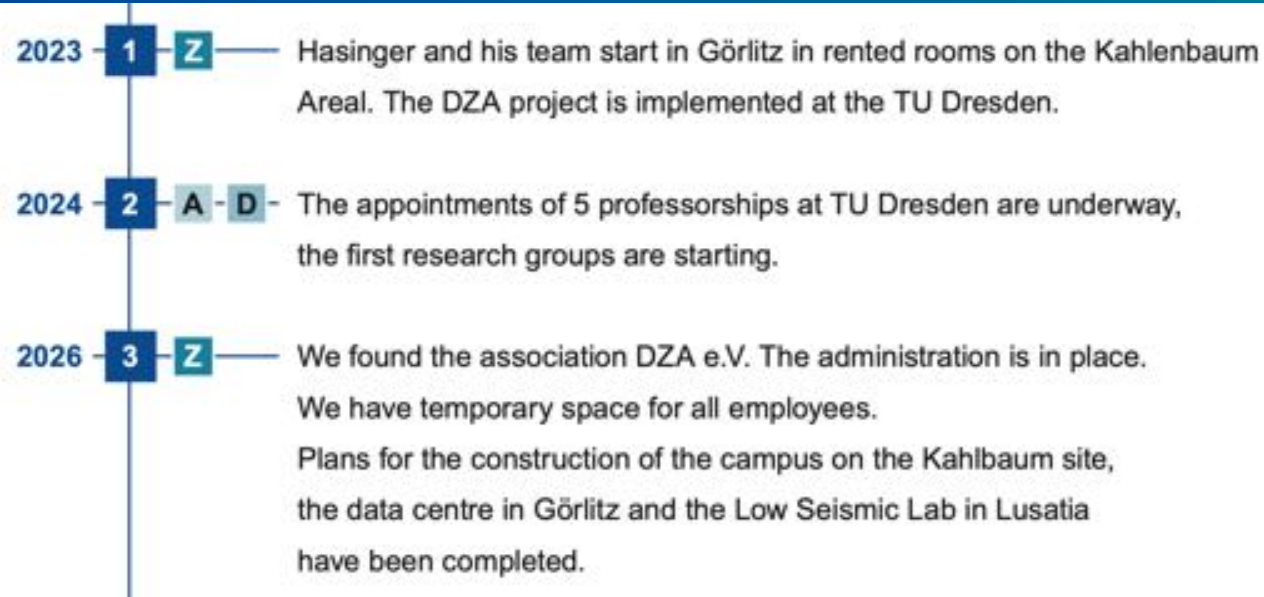 2023 1 Z Hasinger and his team start in Görlitz in rented rooms on the Kahlenbaum
Areal. The DZA project is implemented at the TU Dresden.
2024 2 A D The appointments of 5 professorships at TU Dresden are underway,
the first research groups are starting.
2026 3 Z We found the association DZA e.V. The administration is in place.
We have temporary space for all employees.
Plans for the construction of the campus on the Kahlbaum site,
the data centre in Görlitz and the Low Seismic Lab in Lusatia
have been completed.